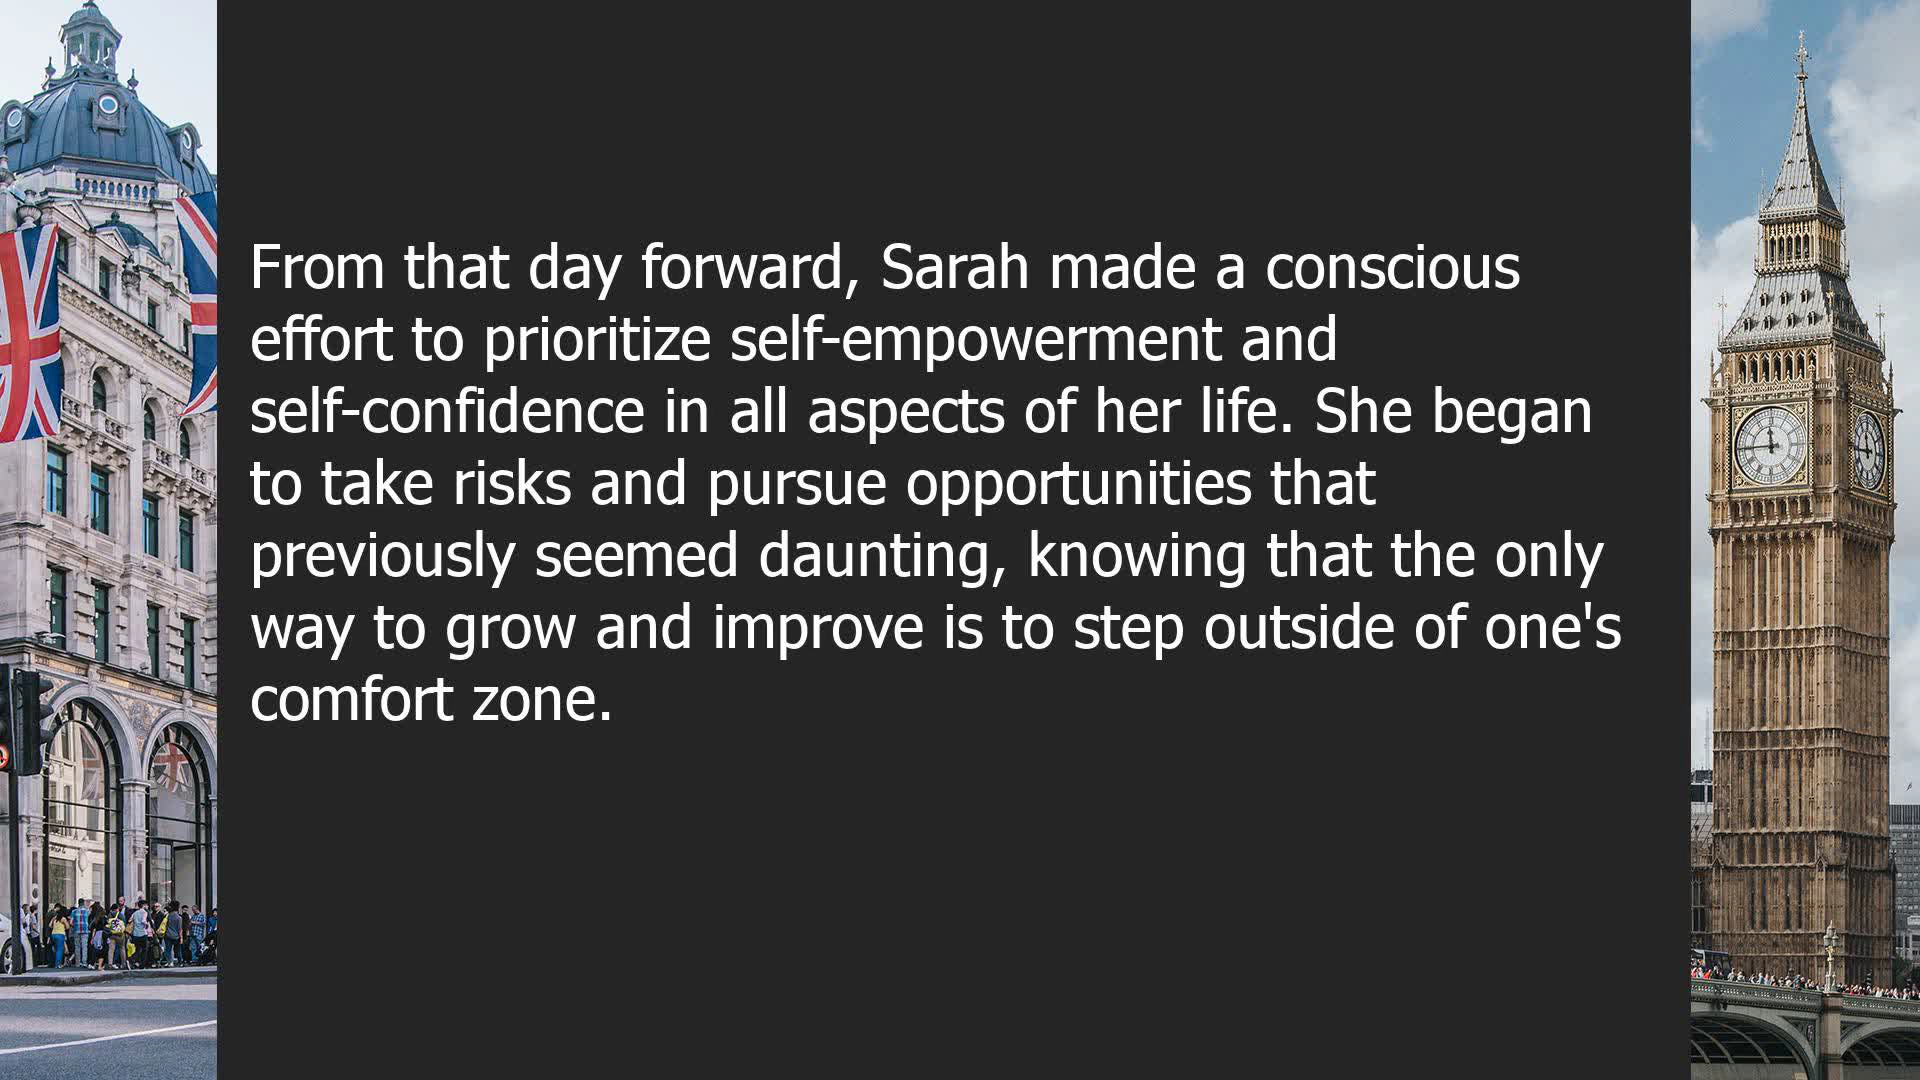 From that day forward, Sarah made a conscious
effort to prioritize self-empowerment and
self-confidence in all aspects of her life. She began
to take risks and pursue opportunities that
previously seemed daunting, knowing that the only
way to grow and improve is to step outside of one's
comfort zone.